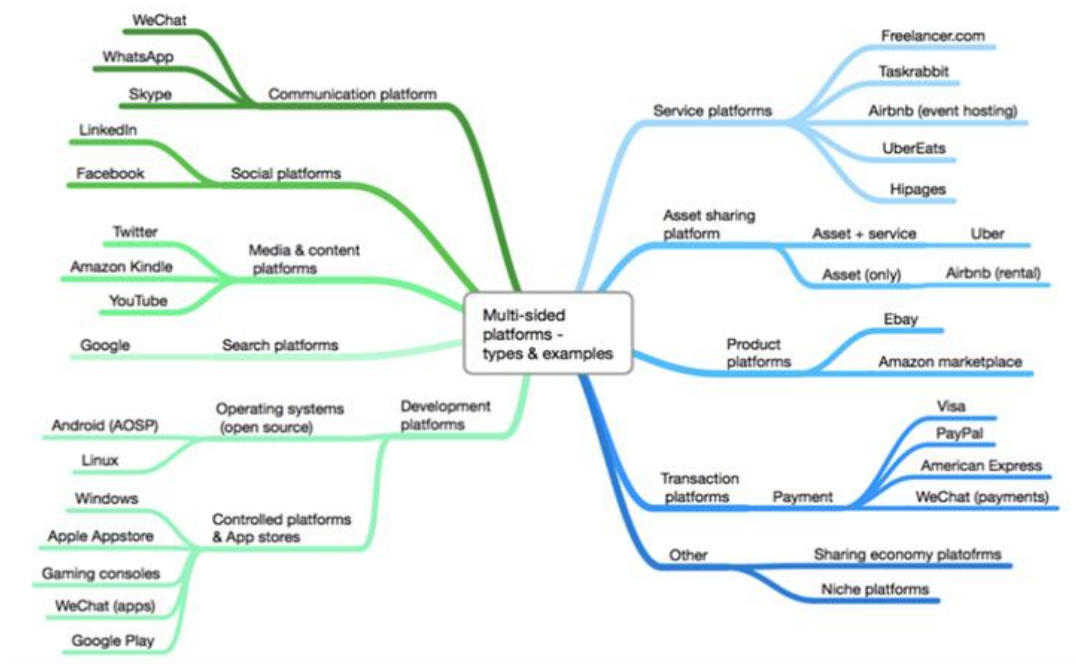 WeChat
WhatsApp
Skype
Communication platform
LinkedIn
Facebook
Social platforms
Twitter
Amazon Kindle
YouTube
Media & content
platforms
Google
Search platforms
Android (AOSP)
Linux
Operating systems
(open source)
Development
platforms
Windows
Apple Appstore
Gaming consoles
WeChat (apps)
Google Play
Controlled platforms
& App stores
Multi-sided
platforms -
types & examples
Service platforms
Freelancer.com
Taskrabbit
Airbnb (event hosting)
UberEats
Hipages
Asset sharing
platform
Asset + service
Uber
Asset (only)
Airbnb (rental)
Product
platforms
Ebay
Amazon marketplace
Transaction
platforms
Payment
Visa
PayPal
American Express
WeChat (payments)
Other
Sharing economy platofrms
Niche platforms